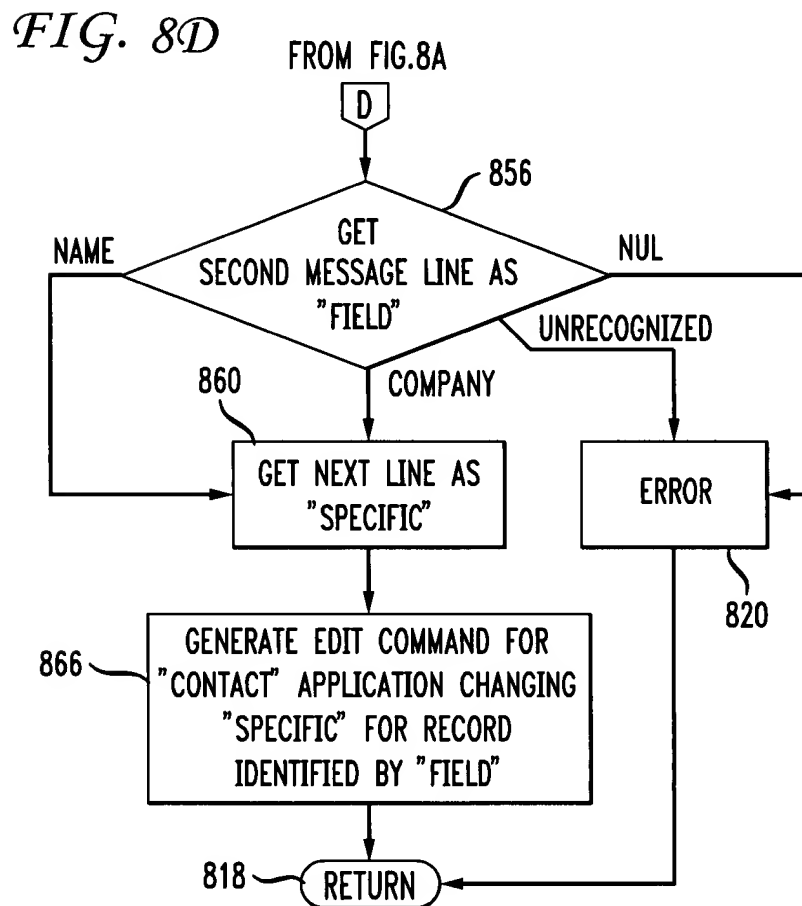 FIG. 8D
FROM FIG.8A
D
856
NAME
GET
SECOND MESSAGE LINE AS
"FIELD"
NUL
UNRECOGNIZED
COMPANY
860
GET NEXT LINE AS
"SPECIFIC"
ERROR
820
866
GENERATE EDIT COMMAND FOR
"CONTACT" APPLICATION CHANGING
"SPECIFIC" FOR RECORD
IDENTIFIED BY "FIELD"
818
RETURN